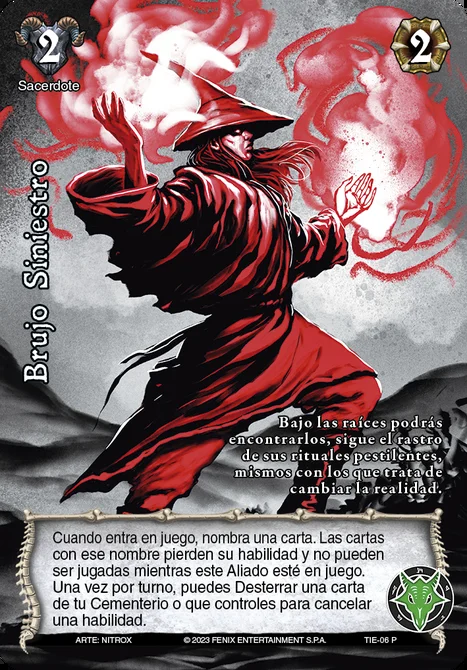 2
2
Sacerdote
Brujo Siniestro
Bajo las raíces podrás
encontrarlos, sigue el rastro
de sus rituales pestilentes,
mismos con los que trata de
cambiar la realidad.
Cuando entra en juego, nombra una carta. Las cartas
con ese nombre pierden su habilidad y no pueden
ser jugadas mientras este Aliado esté en juego.
Una vez por turno, puedes Desterrar una carta
de tu Cementerio o que controles para cancelar
una habilidad.
ARTE: NITROX © 2023 FENIX ENTERTAINMENT S.P.A. TIE-06 P